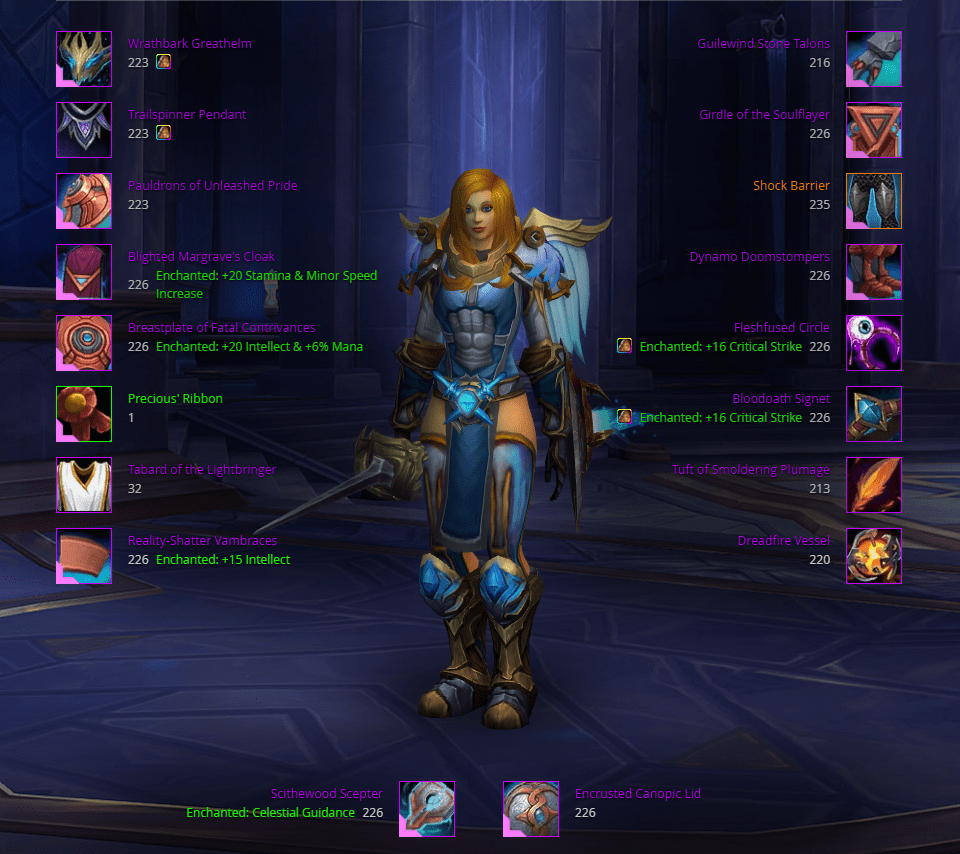 Wrathbark Greathelm
223
Trailspinner Pendant
223
Pauldrons of Unleashed Pride
223
Blighted Margrave's Cloak
226 Enchanted: +20 Stamina & Minor Speed
Increase
Breastplate of Fatal Contrivances
226 Enchanted: +20 Intellect & +6% Mana
Precious' Ribbon
1
Tabard of the Lightbringer
32
Reality-Shatter Vambraces
226 Enchanted: +15 Intellect
Guilewind Stone Talons
216
Girdle of the Soulflayer
226
Shock Barrier
235
Dynamo Doomstompers
226
Fleshfused Circle
Enchanted: +16 Critical Strike 226
Bloodoath Signet
Enchanted: +16 Critical Strike 226
Tuft of Smoldering Plumage
213
Dreadfire Vessel
220
Scithewood Scepter
Enchanted: Celestial Guidance 226
Encrusted Canopic Lid
226